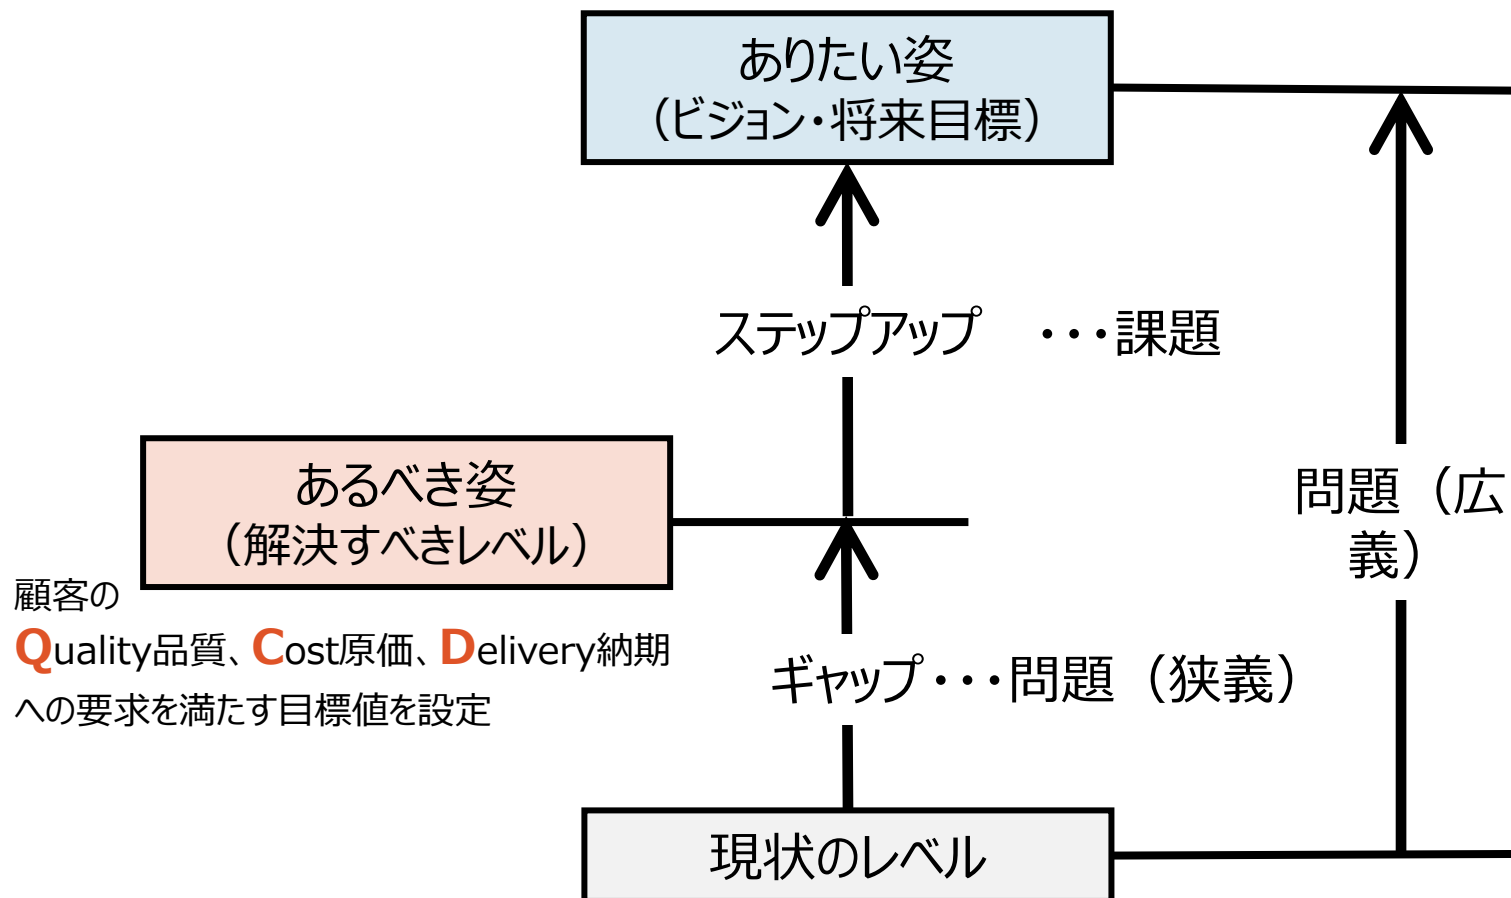 ありたい姿
（ビジョン・将来目標）
ステップアップ　・・・課題
あるべき姿
（解決すべきレベル）
問題（広
義）
顧客の
Quality品質、Cost原価、Delivery納期
への要求を満たす目標値を設定
ギャップ・・・問題（狭義）
現状のレベル